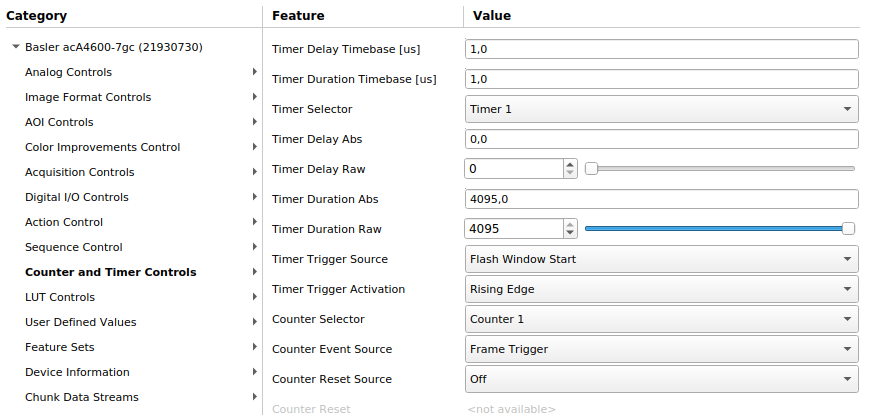 Category Feature Value
Basler acA4600-7gc (21930730)
Analog Controls
Image Format Controls
AOI Controls
Color Improvements Control
Acquisition Controls
Digital I/O Controls
Action Control
Sequence Control
Counter and Timer Controls
LUT Controls
User Defined Values
Feature Sets
Device Information
Chunk Data Streams
Timer Delay Timebase [us] 1,0
Timer Duration Timebase [us] 1,0
Timer Selector Timer 1
Timer Delay Abs 0,0
Timer Delay Raw 0
Timer Duration Abs 4095,0
Timer Duration Raw 4095
Timer Trigger Source Flash Window Start
Timer Trigger Activation Rising Edge
Counter Selector Counter 1
Counter Event Source Frame Trigger
Counter Reset Source Off
Counter Reset <not available>